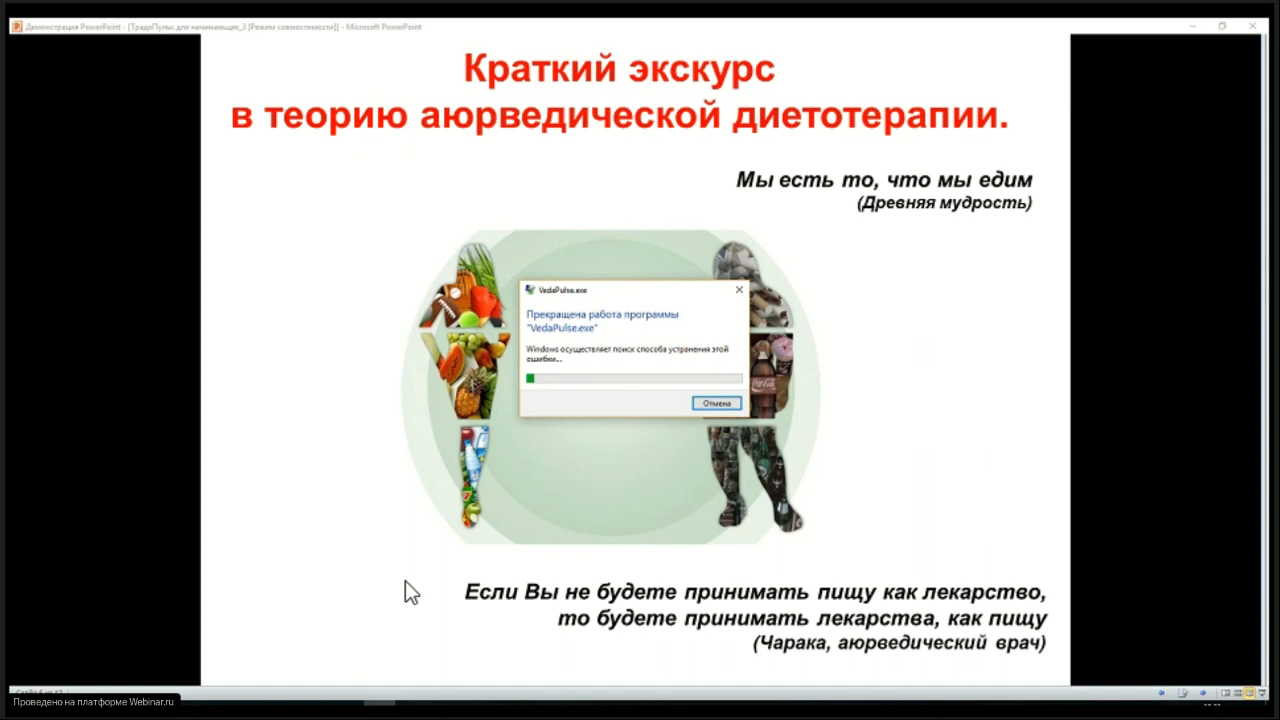 Демонстрация PowerPoint - [ТрадоПульс для начинающих_3 [Режим совместимости]] - Microsoft PowerPoint
Краткий экскурс
в теорию аюрведической диетотерапии.
Мы есть то, что мы едим
(Древняя мудрость)
VedaPulse.exe
Прекращена работа программы
"VedaPulse.exe"
Windows осуществляет поиск способа устранения этой
ошибки...
Отмена
Coca-Cola
Если Вы не будете принимать пищу как лекарство,
то будете принимать лекарства, как пищу
(Чарака, аюрведический врач)
Проведено на платформе Webinar.ru